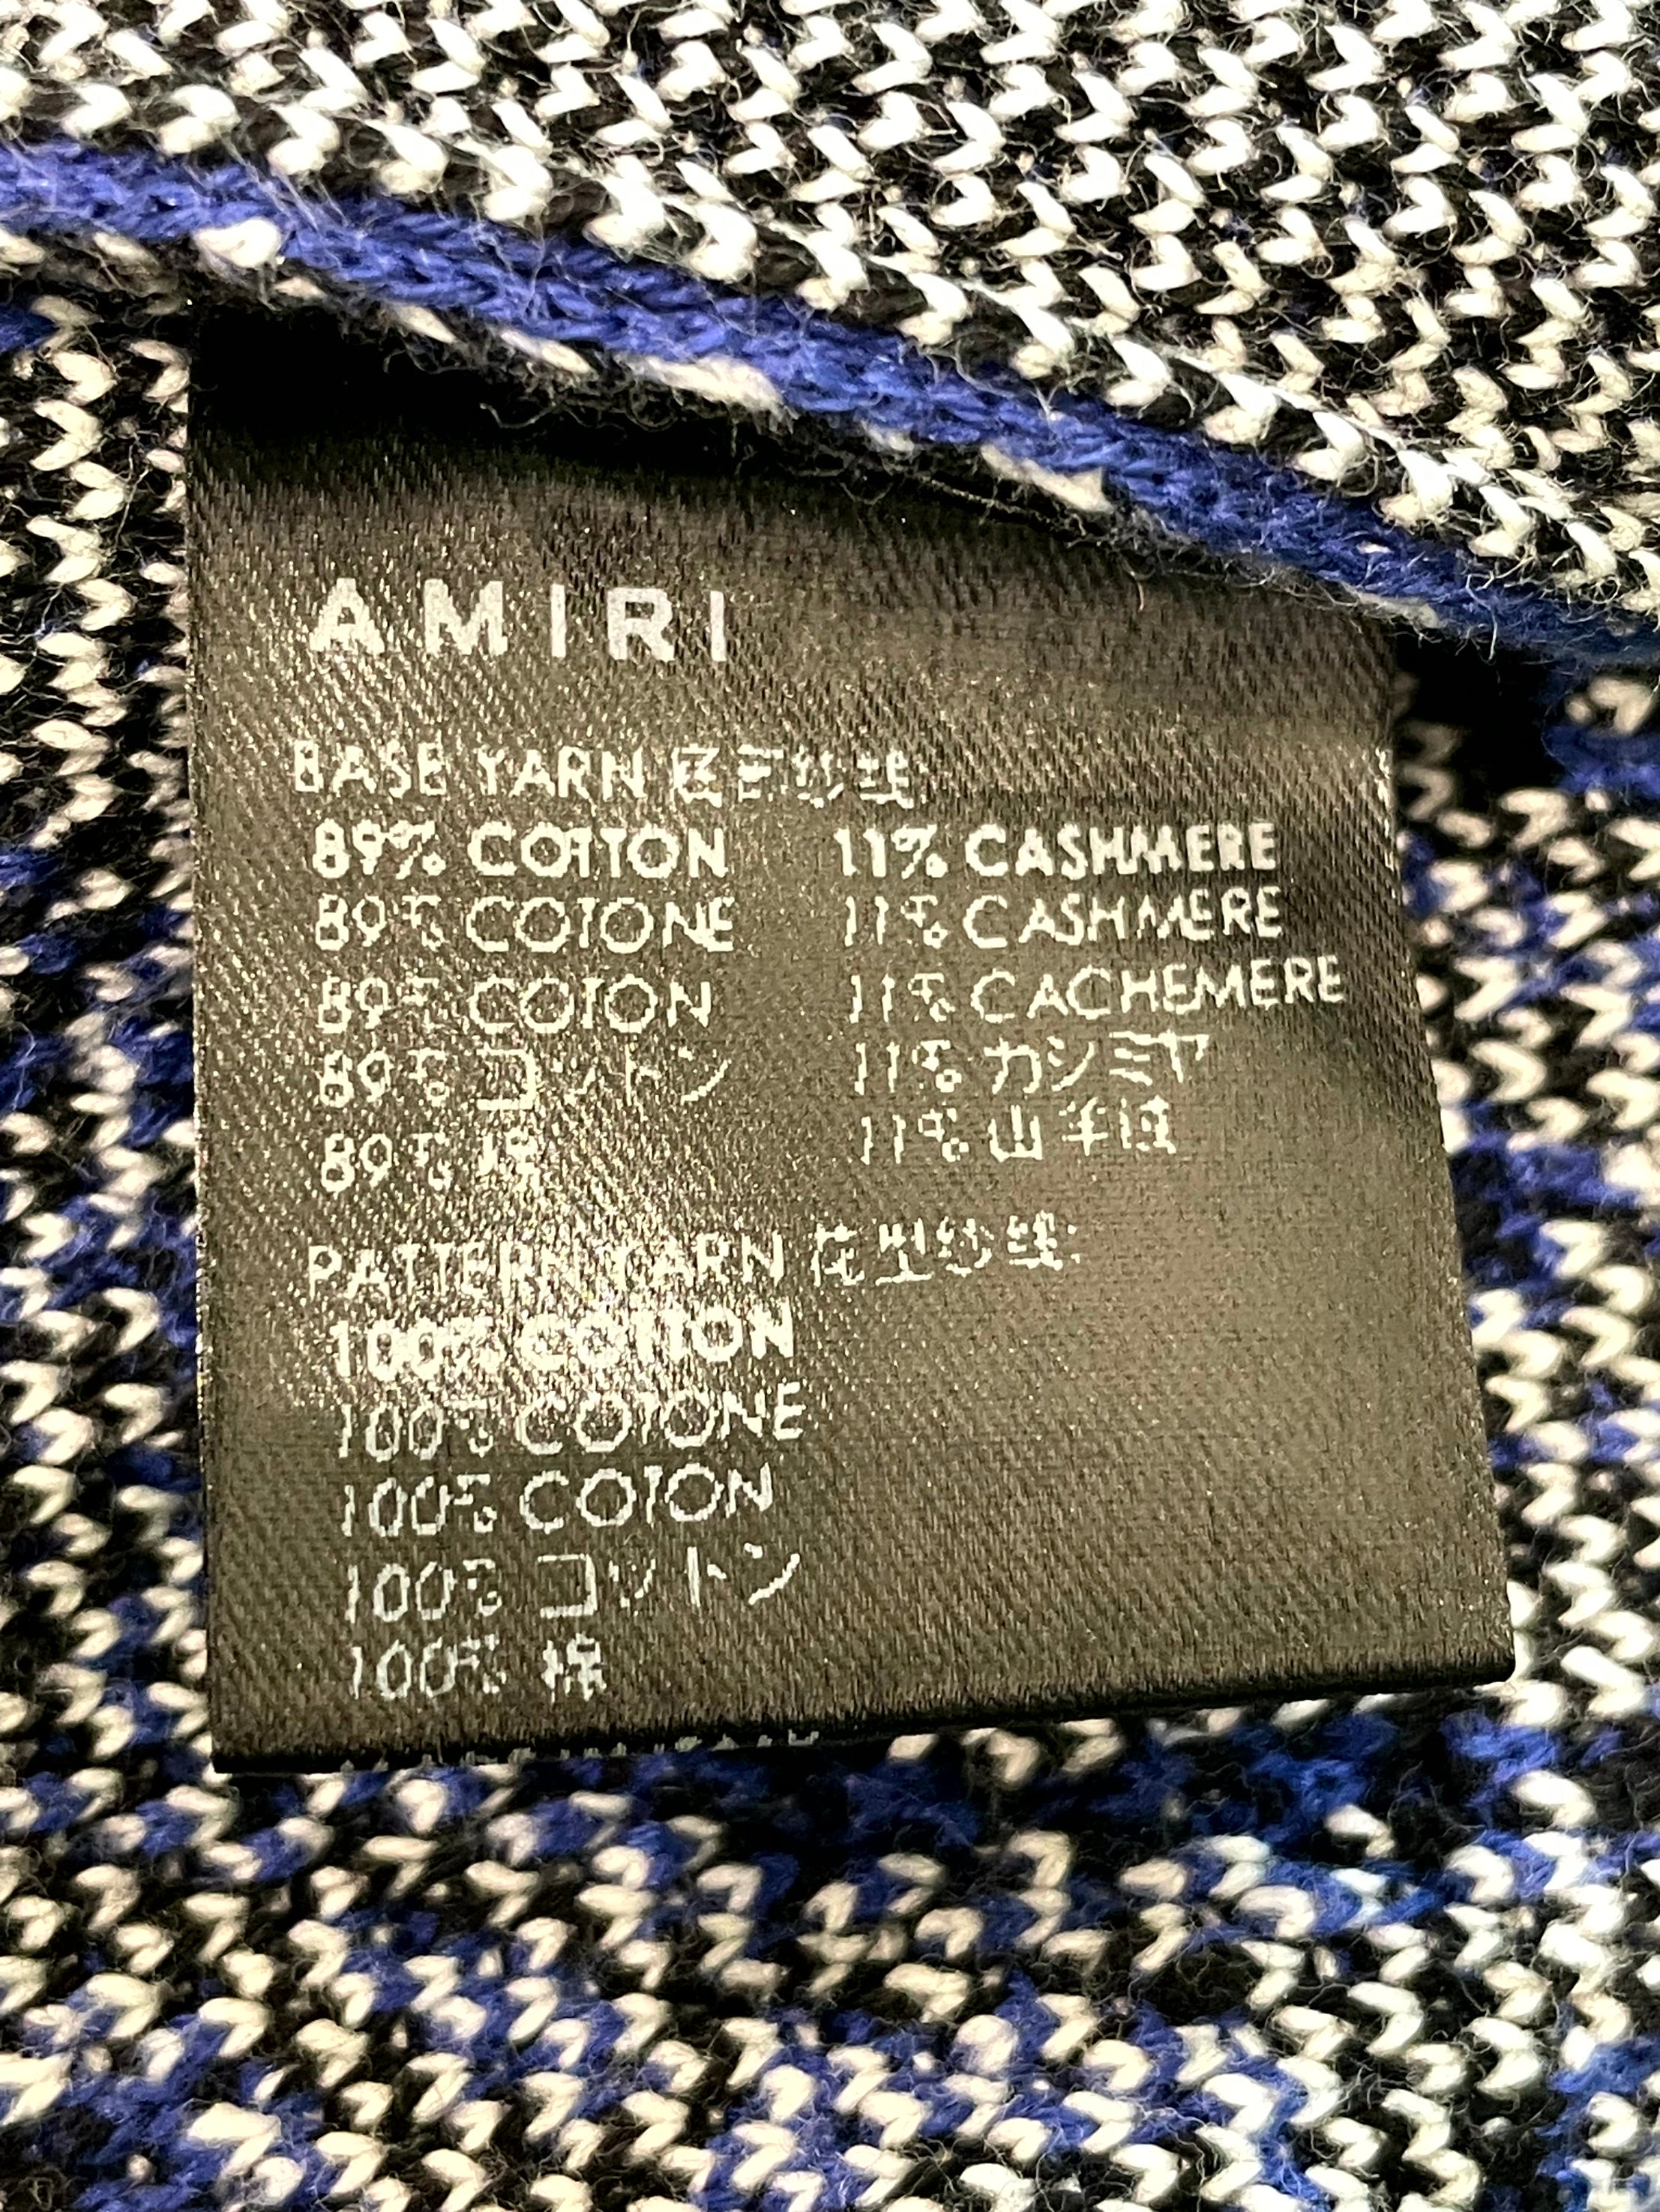 AMIRI
BASE YARN 底面纱线:
89% COTTON 11% CASHMERE
89% COTONE 11% CASHMERE
89% COTON 11% CACHEMERE
89% コットン 11% カシミヤ
89% 棉 11% 山羊绒
PATTERN YARN 花型纱线:
100% COTTON
100% COTONE
100% COTON
100% コットン
100% 棉